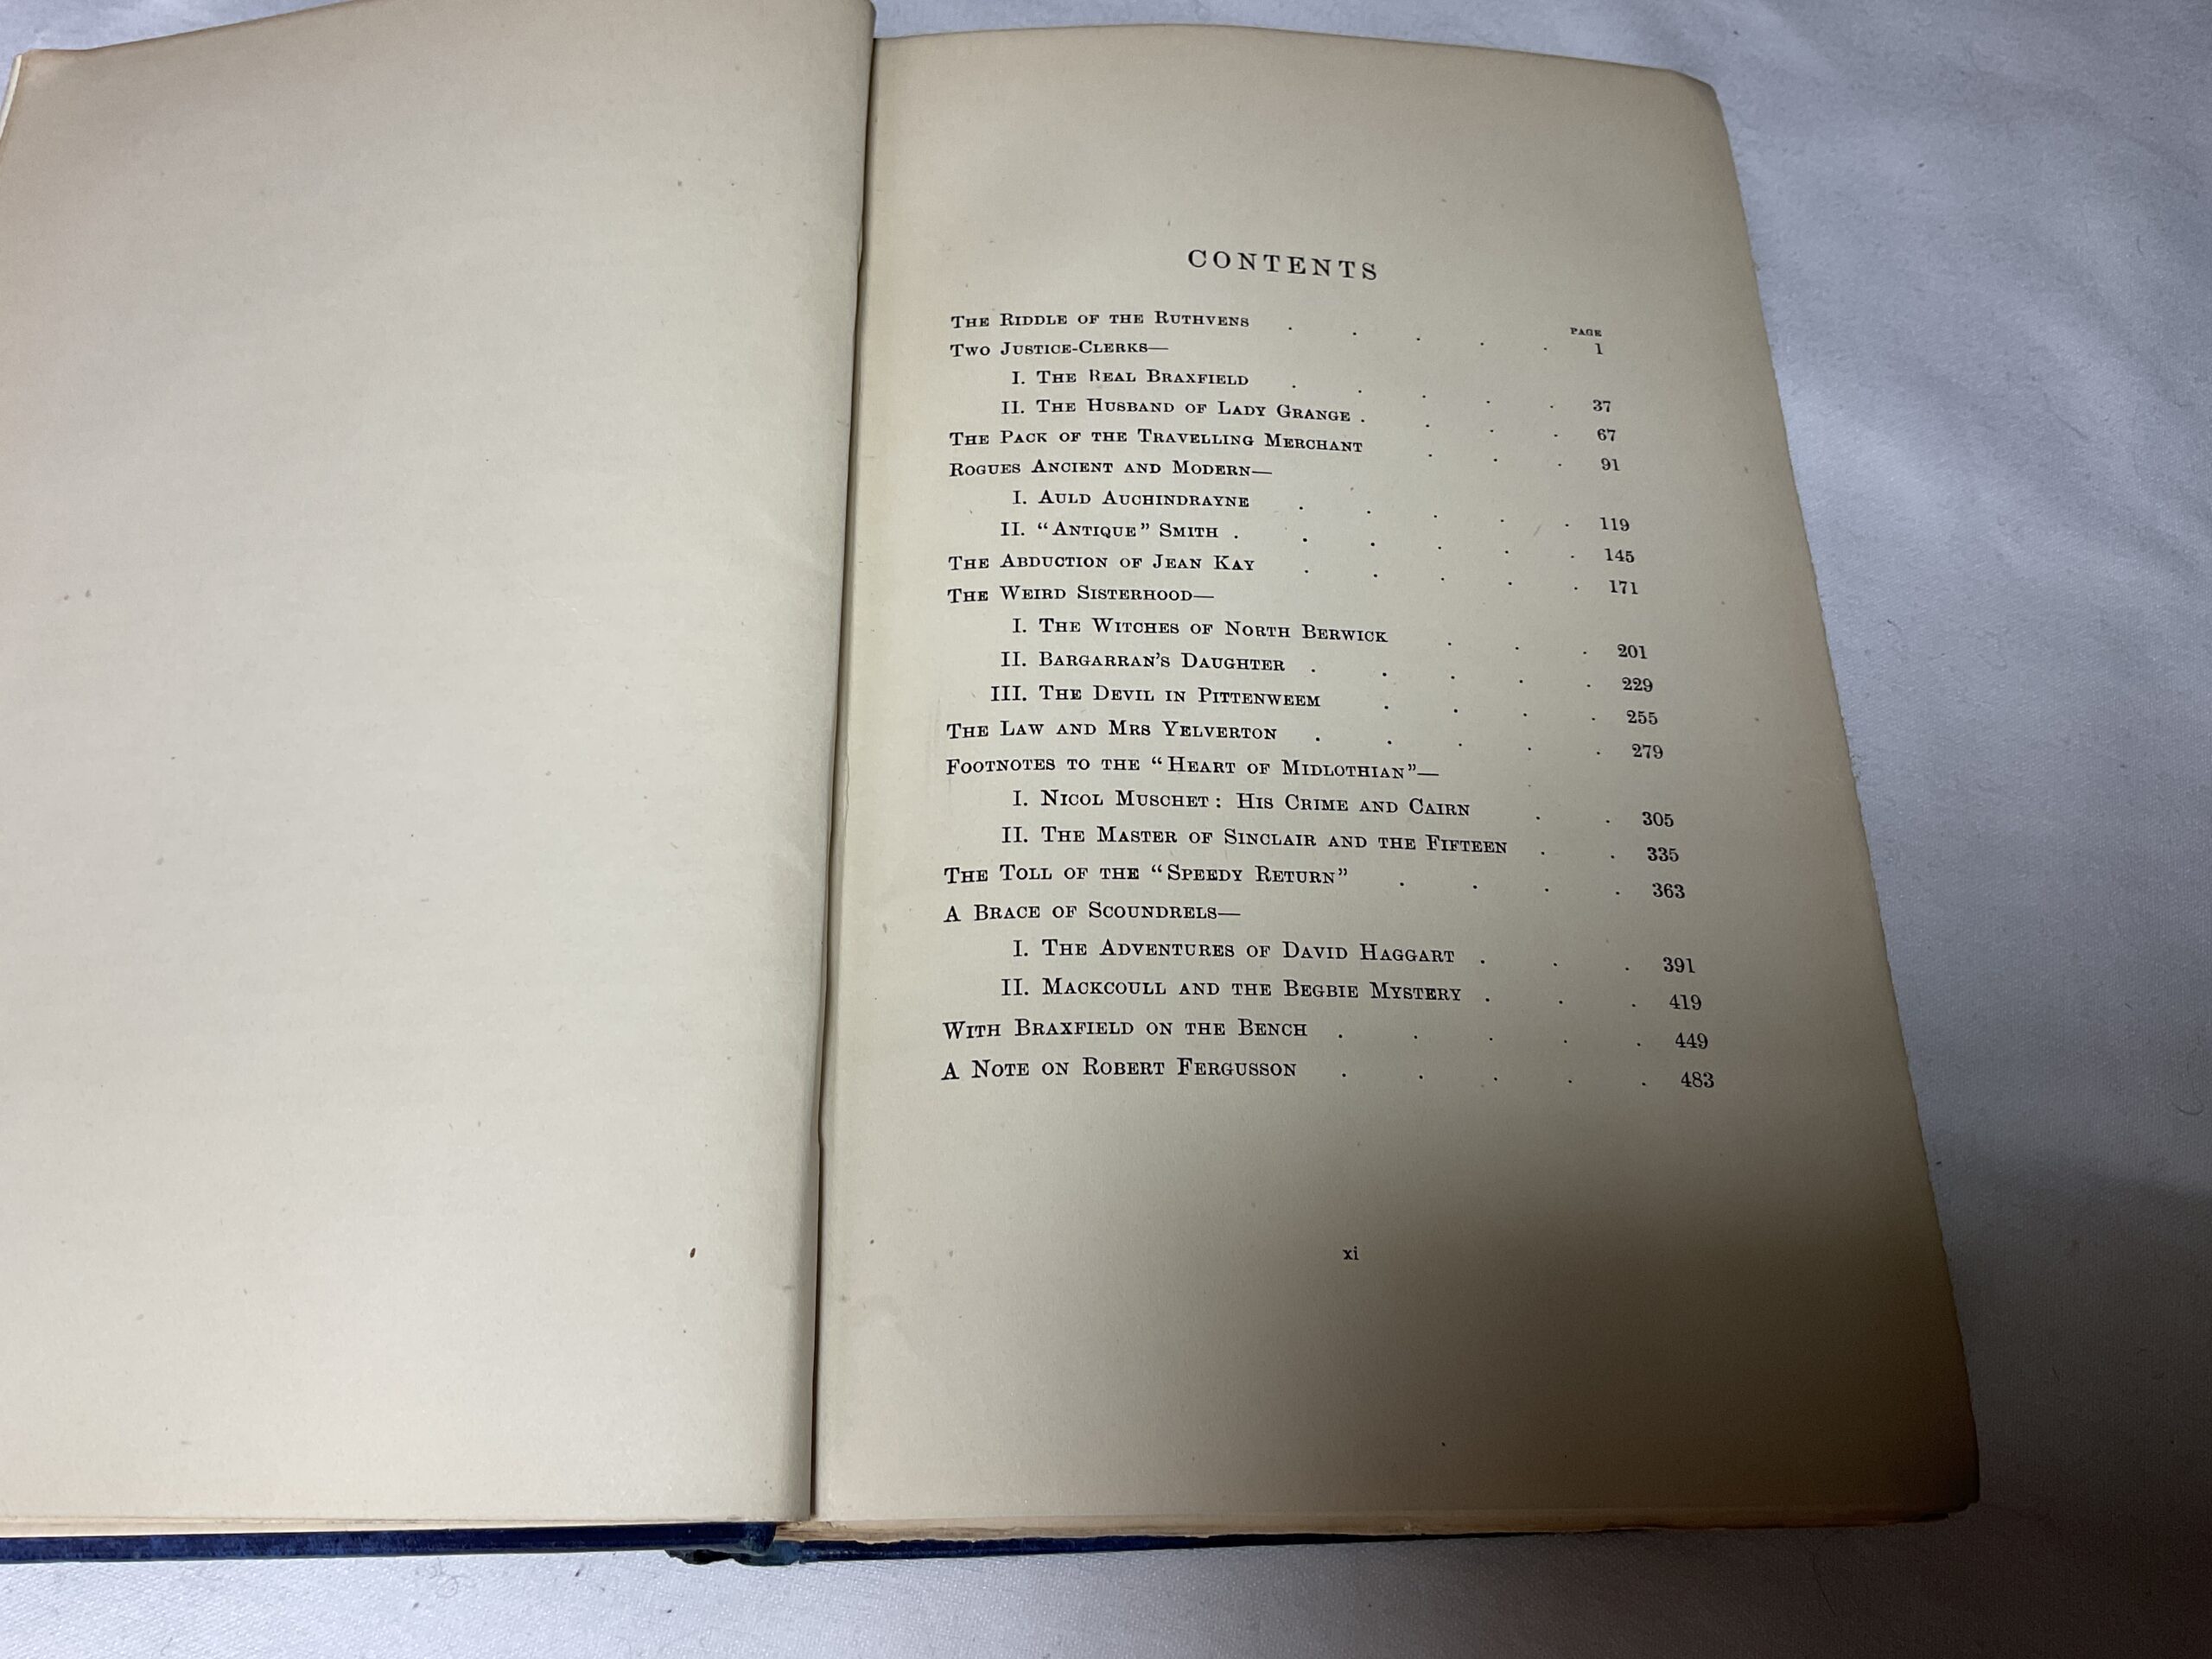 CONTENTS
PAGE
THE RIDDLE OF THE RUTHVENS . . . . . 1
TWO JUSTICE-CLERKS—
I. THE REAL BRAXFIELD . . . . . 37
II. THE HUSBAND OF LADY GRANGE . . . . 67
THE PACK OF THE TRAVELLING MERCHANT . . . 91
ROGUES ANCIENT AND MODERN—
I. AULD AUCHINDRAYNE . . . . . 119
II. “ANTIQUE” SMITH . . . . . . 145
THE ABDUCTION OF JEAN KAY . . . . . 171
THE WEIRD SISTERHOOD—
I. THE WITCHES OF NORTH BERWICK . . . 201
II. BARGARRAN’S DAUGHTER . . . . . 229
III. THE DEVIL IN PITTENWEEM . . . . 255
THE LAW AND MRS YELVERTON . . . . . 279
FOOTNOTES TO THE “HEART OF MIDLOTHIAN”—
I. NICOL MUSCHET: HIS CRIME AND CAIRN . . 305
II. THE MASTER OF SINCLAIR AND THE FIFTEEN . . 335
THE TOLL OF THE “SPEEDY RETURN” . . . . 363
A BRACE OF SCOUNDRELS—
I. THE ADVENTURES OF DAVID HAGGART . . . 391
II. MACKCOULL AND THE BEGBIE MYSTERY . . . 419
WITH BRAXFIELD ON THE BENCH . . . . . 449
A NOTE ON ROBERT FERGUSSON . . . . . 483
xi